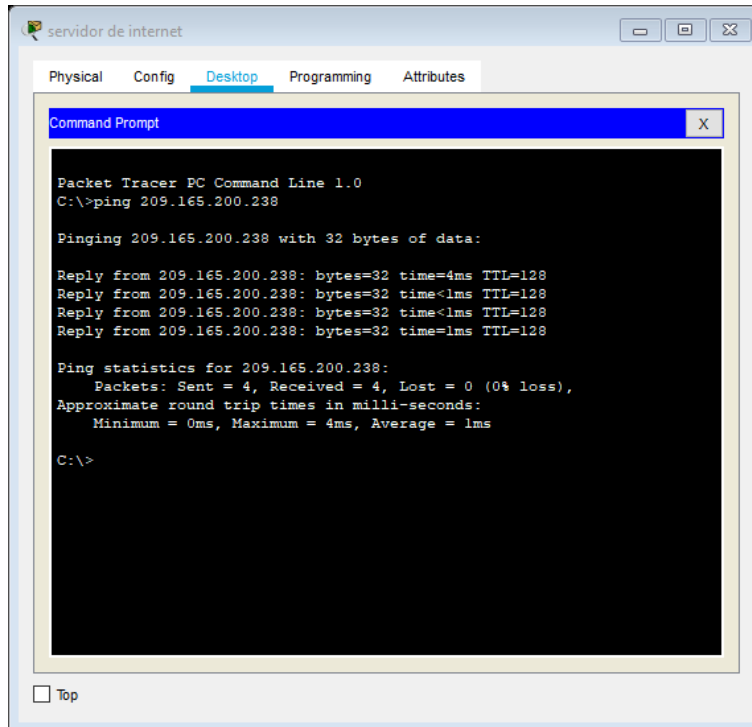 servidor de internet
Physical Config Desktop Programming Attributes
Command Prompt X
Packet Tracer PC Command Line 1.0
C:\>ping 209.165.200.238
Pinging 209.165.200.238 with 32 bytes of data:
Reply from 209.165.200.238: bytes=32 time=4ms TTL=128
Reply from 209.165.200.238: bytes=32 time<1ms TTL=128
Reply from 209.165.200.238: bytes=32 time<1ms TTL=128
Reply from 209.165.200.238: bytes=32 time=1ms TTL=128
Ping statistics for 209.165.200.238:
Packets: Sent = 4, Received = 4, Lost = 0 (0% loss),
Approximate round trip times in milli-seconds:
Minimum = 0ms, Maximum = 4ms, Average = 1ms
C:\>
Top